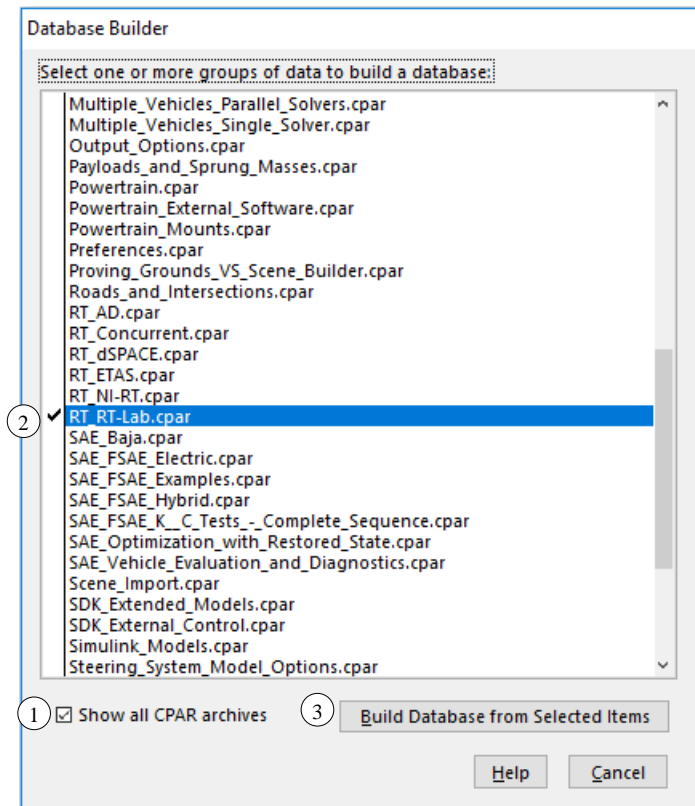 Database Builder
Select one or more groups of data to build a database:
Multiple_Vehicles_Parallel_Solvers.cpar
Multiple_Vehicles_Single_Solver.cpar
Output_Options.cpar
Payloads_and_Sprung_Masses.cpar
Powertrain.cpar
Powertrain_External_Software.cpar
Powertrain_Mounts.cpar
Preferences.cpar
Proving_Grounds_VS_Scene_Builder.cpar
Roads_and_Intersections.cpar
RT_AD.cpar
RT_Concurrent.cpar
RT_dSPACE.cpar
RT_ETAS.cpar
RT_NI-RT.cpar
2 RT_RT-Lab.cpar
SAE_Baja.cpar
SAE_FSAE_Electric.cpar
SAE_FSAE_Examples.cpar
SAE_FSAE_Hybrid.cpar
SAE_FSAE_K__C_Tests_-_Complete_Sequence.cpar
SAE_Optimization_with_Restored_State.cpar
SAE_Vehicle_Evaluation_and_Diagnostics.cpar
Scene_Import.cpar
SDK_Extended_Models.cpar
SDK_External_Control.cpar
Simulink_Models.cpar
Steering_System_Model_Options.cpar
1 Show all CPAR archives 3 Build Database from Selected Items
Help Cancel